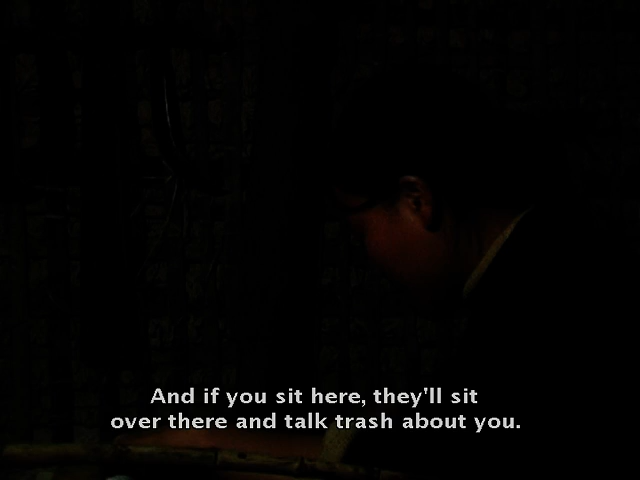 And if you sit here, they'll sit
over there and talk trash about you.